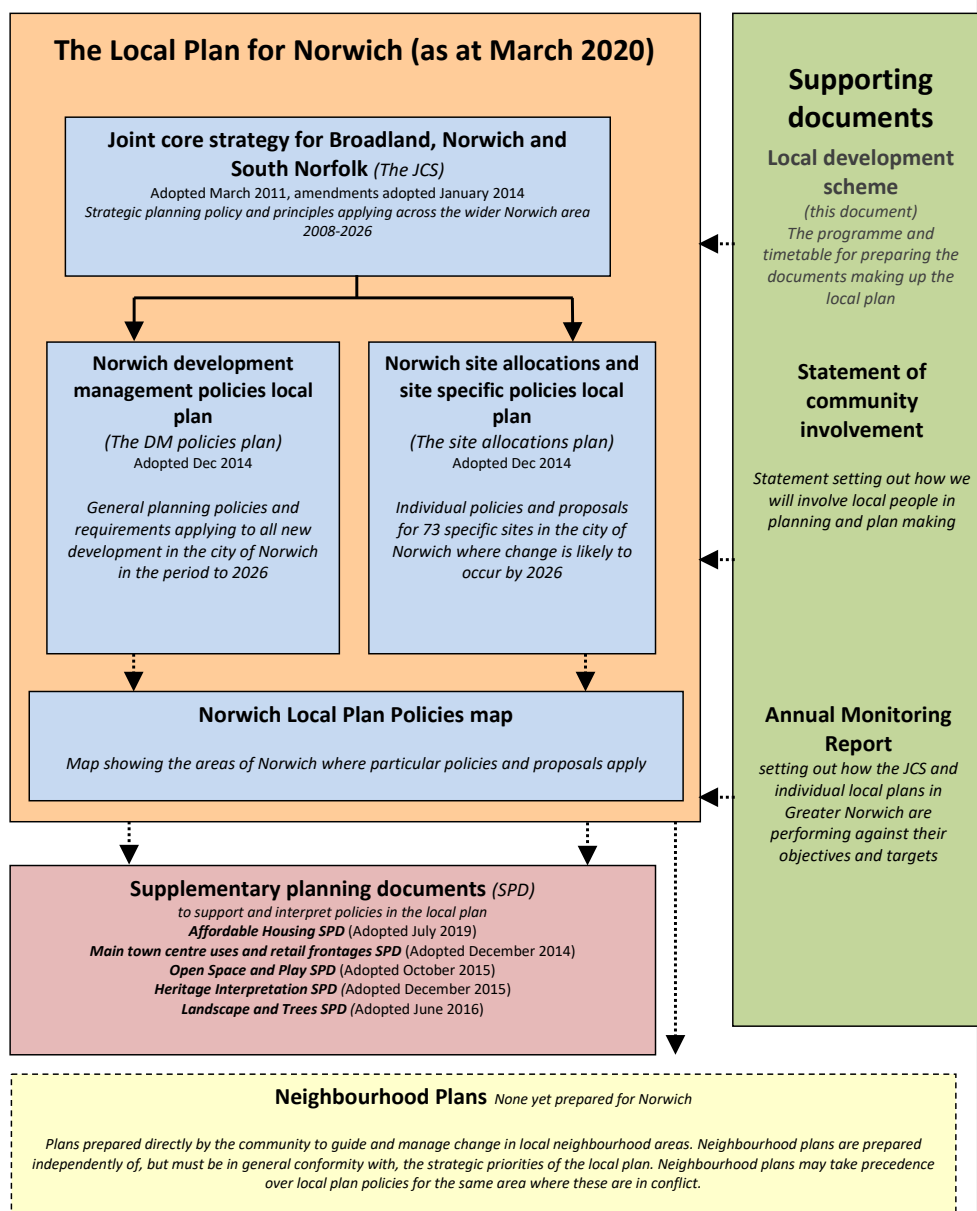 The Local Plan for Norwich (as at March 2020)
Joint core strategy for Broadland, Norwich and
South Norfolk (The JCS)
Adopted March 2011, amendments adopted January 2014
Strategic planning policy and principles applying across the wider Norwich area
2008-2026
Norwich development
management policies local
plan
(The DM policies plan)
Adopted Dec 2014
General planning policies and
requirements applying to all new
development in the city of Norwich
in the period to 2026
Norwich site allocations and
site specific policies local
plan
(The site allocations plan)
Adopted Dec 2014
Individual policies and proposals
for 73 specific sites in the city of
Norwich where change is likely to
occur by 2026
Norwich Local Plan Policies map
Map showing the areas of Norwich where particular policies and proposals apply
Supporting
documents
Local development
scheme
(this document)
The programme and
timetable for preparing the
documents making up the
local plan
Statement of
community
involvement
Statement setting out how we
will involve local people in
planning and plan making
Annual Monitoring
Report
setting out how the JCS and
individual local plans in
Greater Norwich are
performing against their
objectives and targets
Supplementary planning documents (SPD)
to support and interpret policies in the local plan
Affordable Housing SPD (Adopted July 2019)
Main town centre uses and retail frontages SPD (Adopted December 2014)
Open Space and Play SPD (Adopted October 2015)
Heritage Interpretation SPD (Adopted December 2015)
Landscape and Trees SPD (Adopted June 2016)
Neighbourhood Plans None yet prepared for Norwich
Plans prepared directly by the community to guide and manage change in local neighbourhood areas. Neighbourhood plans are prepared
independently of, but must be in general conformity with, the strategic priorities of the local plan. Neighbourhood plans may take precedence
over local plan policies for the same area where these are in conflict.